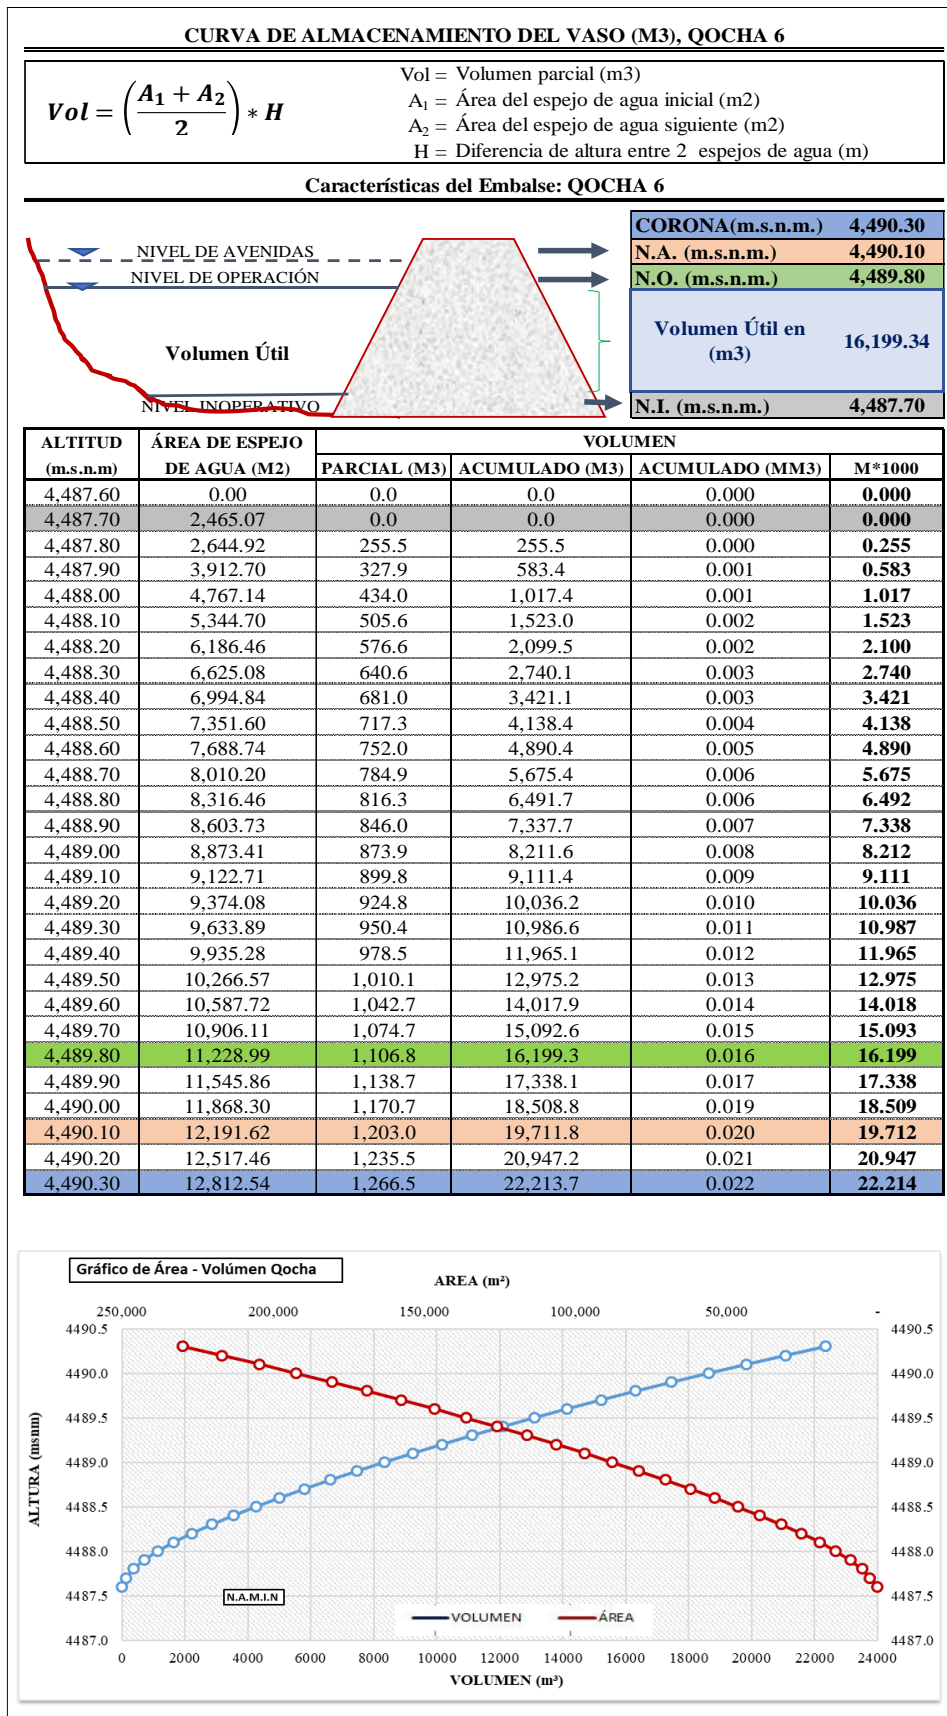 CURVA DE ALMACENAMIENTO DEL VASO (M3), QOCHA 6
Vol = (A₁ + A₂ / 2) * H
Vol = Volumen parcial (m3)
A₁ = Área del espejo de agua inicial (m2)
A₂ = Área del espejo de agua siguiente (m2)
H = Diferencia de altura entre 2 espejos de agua (m)
Características del Embalse: QOCHA 6
NIVEL DE AVENIDAS
NIVEL DE OPERACIÓN
Volumen Útil
NIVEL INOPERATIVO
CORONA(m.s.n.m.) 4,490.30
N.A. (m.s.n.m.) 4,490.10
N.O. (m.s.n.m.) 4,489.80
Volumen Útil en (m3) 16,199.34
N.I. (m.s.n.m.) 4,487.70
ALTITUD ÁREA DE ESPEJO VOLUMEN
(m.s.n.m) DE AGUA (M2) PARCIAL (M3) ACUMULADO (M3) ACUMULADO (MM3) M*1000
4,487.60 0.00 0.0 0.0 0.000 0.000
4,487.70 2,465.07 0.0 0.0 0.000 0.000
4,487.80 2,644.92 255.5 255.5 0.000 0.255
4,487.90 3,912.70 327.9 583.4 0.001 0.583
4,488.00 4,767.14 434.0 1,017.4 0.001 1.017
4,488.10 5,344.70 505.6 1,523.0 0.002 1.523
4,488.20 6,186.46 576.6 2,099.5 0.002 2.100
4,488.30 6,625.08 640.6 2,740.1 0.003 2.740
4,488.40 6,994.84 681.0 3,421.1 0.003 3.421
4,488.50 7,351.60 717.3 4,138.4 0.004 4.138
4,488.60 7,688.74 752.0 4,890.4 0.005 4.890
4,488.70 8,010.20 784.9 5,675.4 0.006 5.675
4,488.80 8,316.46 816.3 6,491.7 0.006 6.492
4,488.90 8,603.73 846.0 7,337.7 0.007 7.338
4,489.00 8,873.41 873.9 8,211.6 0.008 8.212
4,489.10 9,122.71 899.8 9,111.4 0.009 9.111
4,489.20 9,374.08 924.8 10,036.2 0.010 10.036
4,489.30 9,633.89 950.4 10,986.6 0.011 10.987
4,489.40 9,935.28 978.5 11,965.1 0.012 11.965
4,489.50 10,266.57 1,010.1 12,975.2 0.013 12.975
4,489.60 10,587.72 1,042.7 14,017.9 0.014 14.018
4,489.70 10,906.11 1,074.7 15,092.6 0.015 15.093
4,489.80 11,228.99 1,106.8 16,199.3 0.016 16.199
4,489.90 11,545.86 1,138.7 17,338.1 0.017 17.338
4,490.00 11,868.30 1,170.7 18,508.8 0.019 18.509
4,490.10 12,191.62 1,203.0 19,711.8 0.020 19.712
4,490.20 12,517.46 1,235.5 20,947.2 0.021 20.947
4,490.30 12,812.54 1,266.5 22,213.7 0.022 22.214
Gráfico de Área - Volúmen Qocha
AREA (m²)
250,000 200,000 150,000 100,000 50,000 -
4490.5 4490.5
4490.0 4490.0
4489.5 4489.5
4489.0 4489.0
4488.5 4488.5
4488.0 4488.0
4487.5 4487.5
4487.0 4487.0
ALTURA (msnm)
N.A.M.I.N
VOLUMEN ÁREA
0 2000 4000 6000 8000 10000 12000 14000 16000 18000 20000 22000 24000
VOLUMEN (m³)